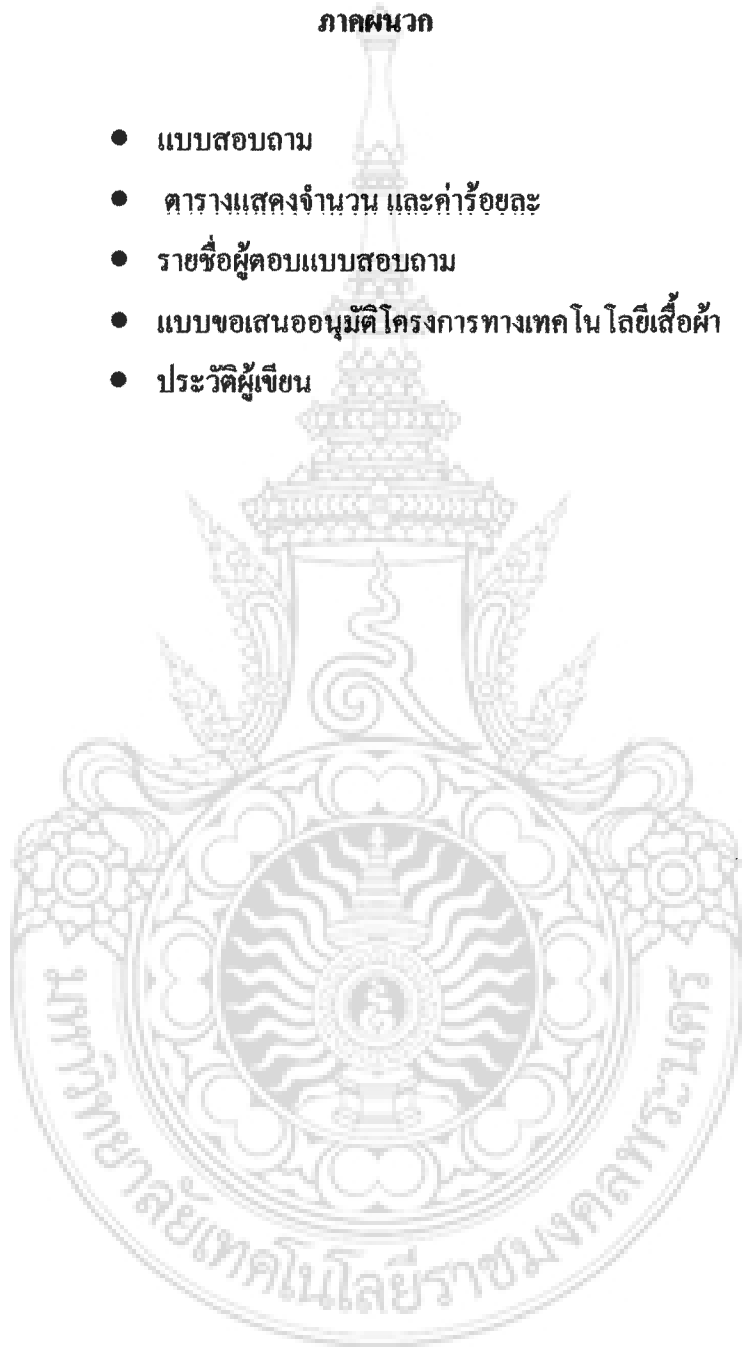 ภาคผนวก
● แบบสอบถาม
● ตารางแสดงจำนวน และค่าร้อยละ
● รายชื่อผู้ตอบแบบสอบถาม
● แบบขอเสนออนุมัติโครงการทางเทคโนโลยีเสื้อผ้า
● ประวัติผู้เขียน
มหาวิทยาลัยเทคโนโลยีราชมงคลพระนคร